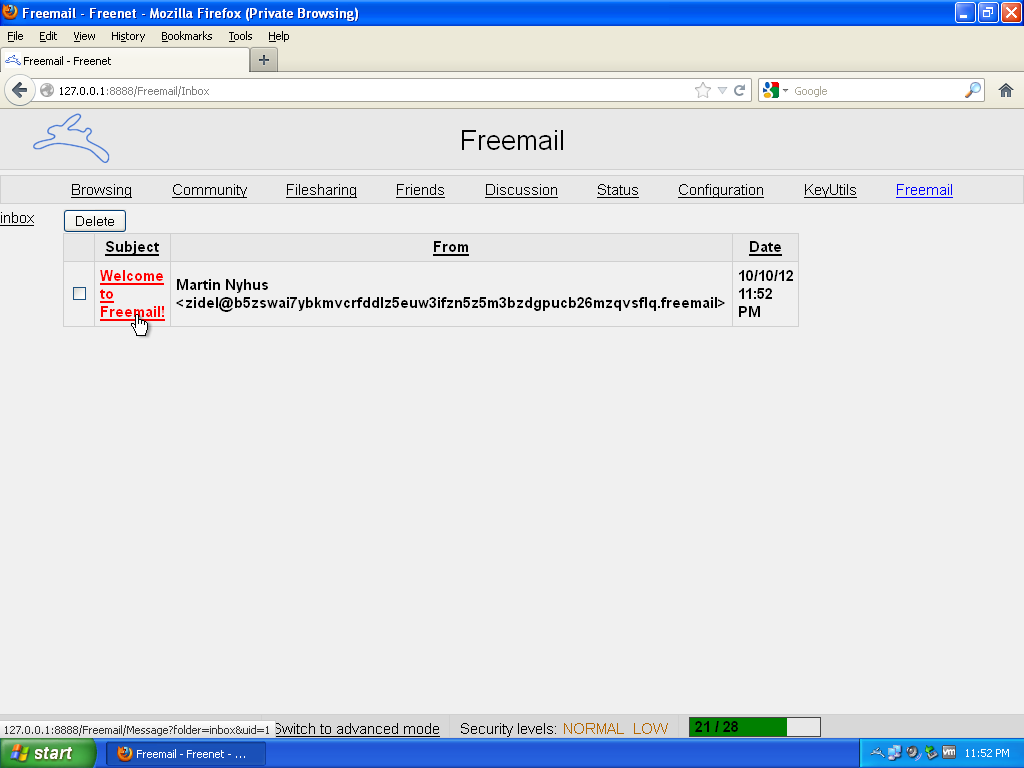 Freemail - Freenet - Mozilla Firefox (Private Browsing)
File Edit View History Bookmarks Tools Help
Freemail - Freenet
127.0.0.1:8888/Freemail/Inbox
Google
Freemail
Browsing Community Filesharing Friends Discussion Status Configuration KeyUtils Freemail
inbox
Delete
Subject From Date
Welcome
to
Freemail!
Martin Nyhus
<zidel@b5zswai7ybkmvcrfddlz5euw3ifzn5z5m3bzdgpucb26mzqvsflq.freemail>
10/10/12
11:52
PM
127.0.0.1:8888/Freemail/Message?folder=inbox&uid=1
Switch to advanced mode Security levels: NORMAL LOW 21 / 28
start Freemail - Freenet - ... 11:52 PM